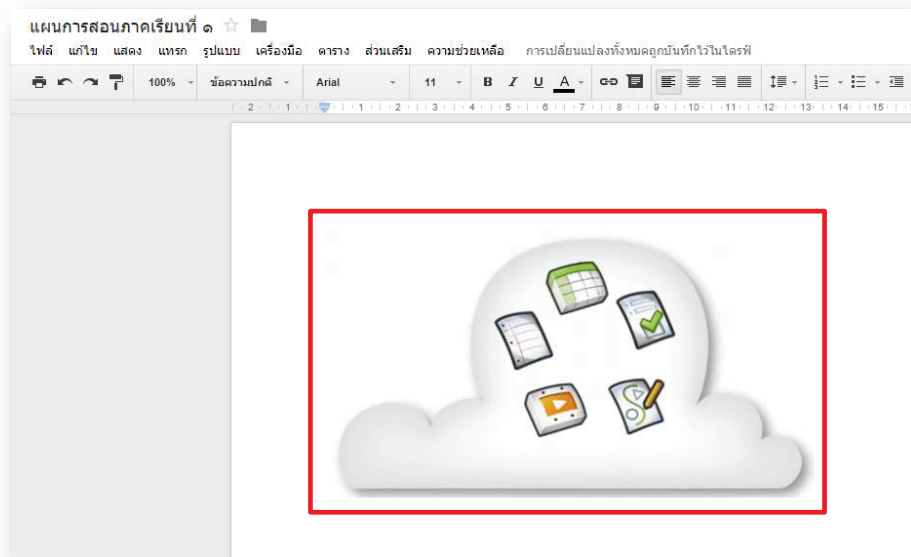 แผนการสอนภาคเรียนที่ ๑
ไฟล์ แก้ไข แสดง แทรก รูปแบบ เครื่องมือ ตาราง ส่วนเสริม ความช่วยเหลือ การเปลี่ยนแปลงทั้งหมดถูกบันทึกไว้ในไดรฟ์
100% ข้อความปกติ Arial 11 B I U A
2 1 1 2 3 4 5 6 7 8 9 10 11 12 13 14 15